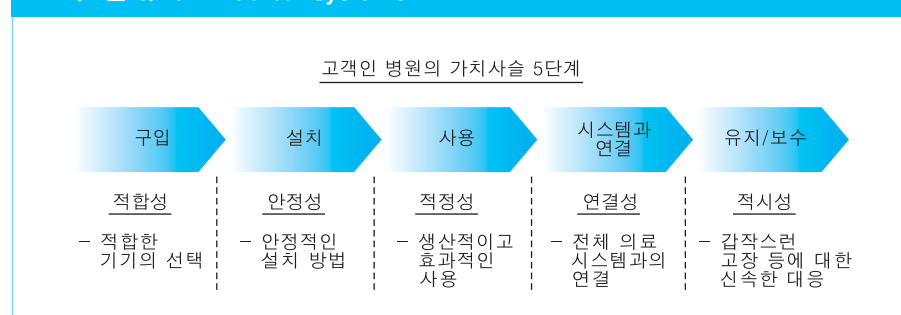 고객인 병원의 가치사슬 5단계
구입
설치
사용
시스템과
연결
유지/보수
적합성
안정성
적정성
연결성
적시성
– 적합한
기기의 선택
– 안정적인
설치 방법
– 생산적이고
효과적인
사용
– 전체 의료
시스템과의
연결
– 갑작스런
고장 등에 대한
신속한 대응